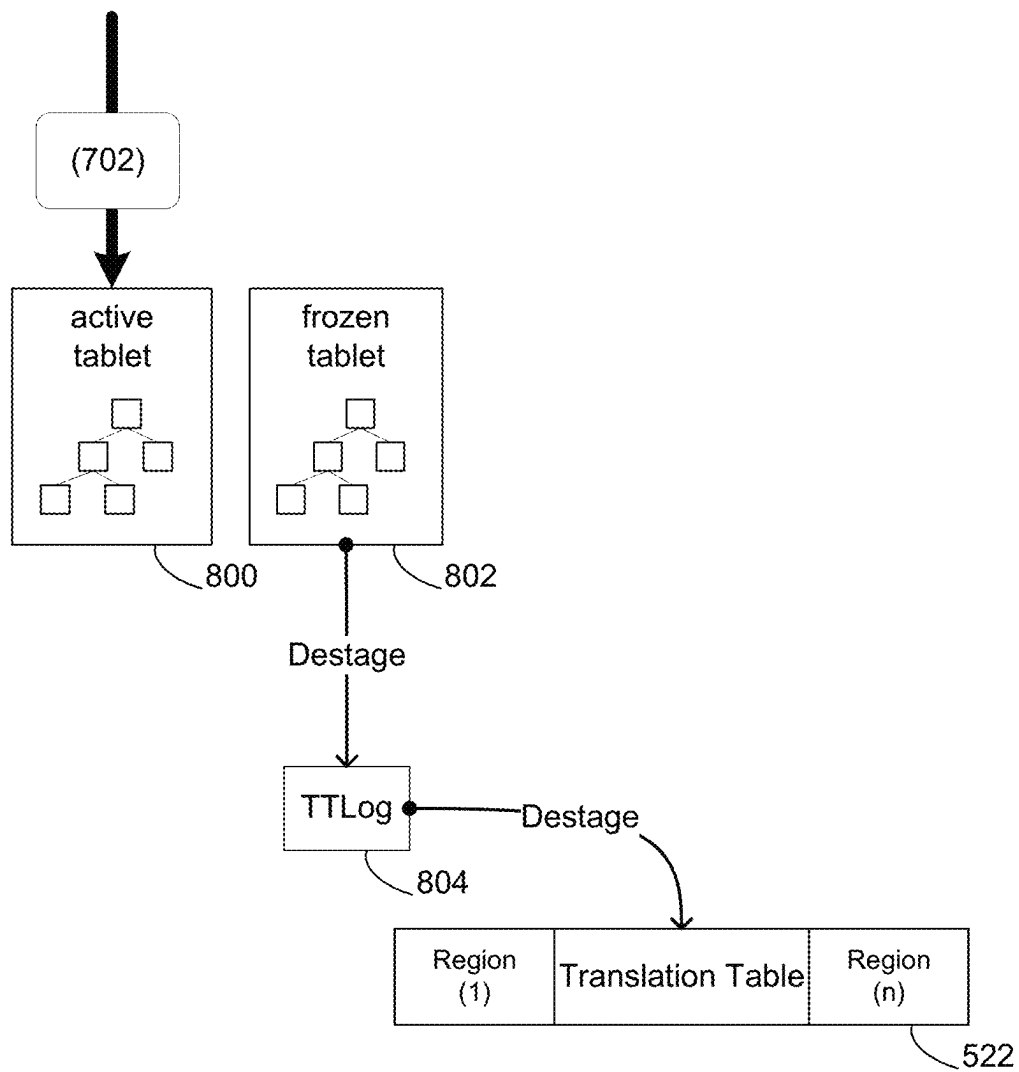 (702)
active
tablet
frozen
tablet
800
802
Destage
TTLog
Destage
804
Region
(1)
Translation Table
Region
(n)
522